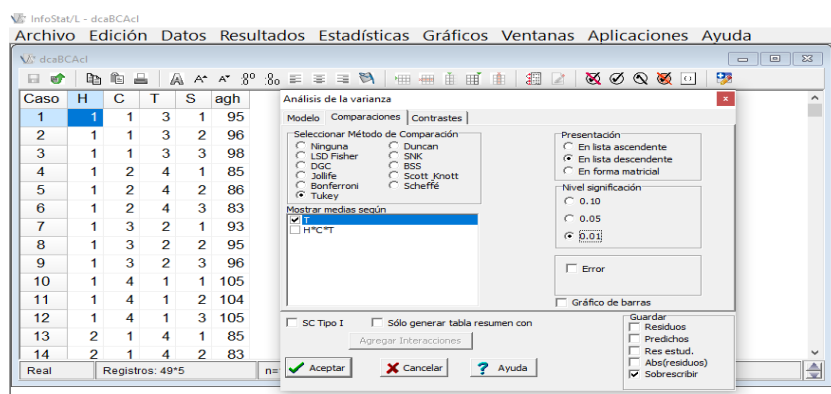 InfoStat/L - dcaBCAcl
Archivo Edición Datos Resultados Estadísticas Gráficos Ventanas Aplicaciones Ayuda
dcaBCAcl
Caso H C T S agh
1 1 1 3 1 95
2 1 1 3 2 96
3 1 1 3 3 98
4 1 2 4 1 85
5 1 2 4 2 86
6 1 2 4 3 83
7 1 3 2 1 93
8 1 3 2 2 95
9 1 3 2 3 96
10 1 4 1 1 105
11 1 4 1 2 104
12 1 4 1 3 105
13 2 1 4 1 85
14 2 1 4 2 83
Real Registros: 49*5 n=
Análisis de la varianza
Modelo Comparaciones Contrastes
Seleccionar Método de Comparación
Ninguna Duncan
LSD Fisher SNK
DGC BSS
Jollife Scott_Knott
Bonferroni Scheffé
Tukey
Mostrar medias según
T
H*C*T
Presentación
En lista ascendente
En lista descendente
En forma matricial
Nivel significación
0.10
0.05
0.01
Error
Gráfico de barras
SC Tipo I Sólo generar tabla resumen con
Agregar Interacciones
Aceptar Cancelar Ayuda
Guardar
Residuos
Predichos
Res estud.
Abs(residuos)
Sobrescribir